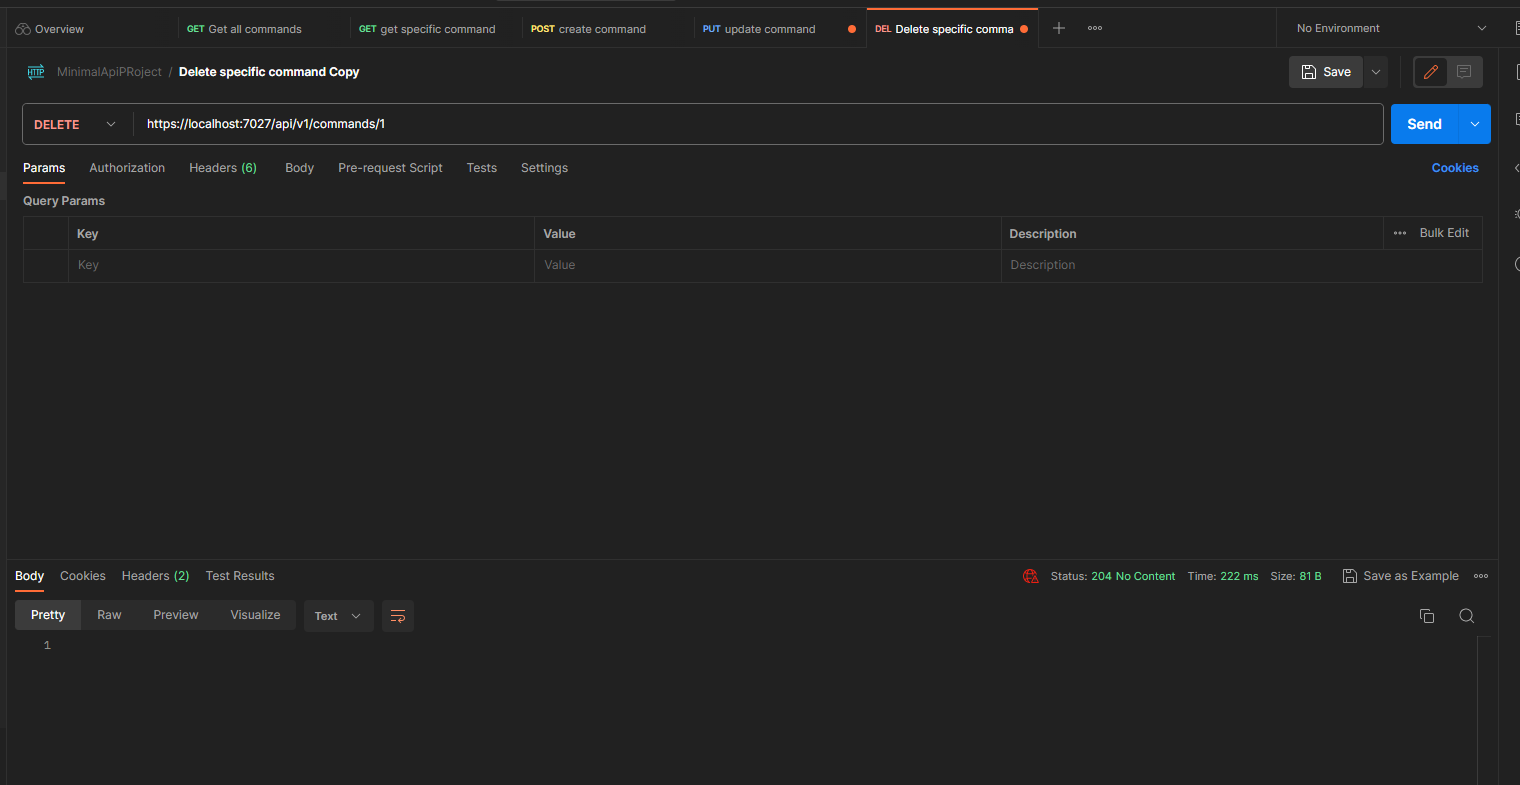 Overview GET Get all commands GET get specific command POST create command PUT update command DEL Delete specific comma No Environment
HTTP MinimalApiPRoject / Delete specific command Copy Save
DELETE https://localhost:7027/api/v1/commands/1 Send
Params Authorization Headers (6) Body Pre-request Script Tests Settings Cookies
Query Params
Key Value Description Bulk Edit
Key Value Description
Body Cookies Headers (2) Test Results Status: 204 No Content Time: 222 ms Size: 81 B Save as Example
Pretty Raw Preview Visualize Text
1